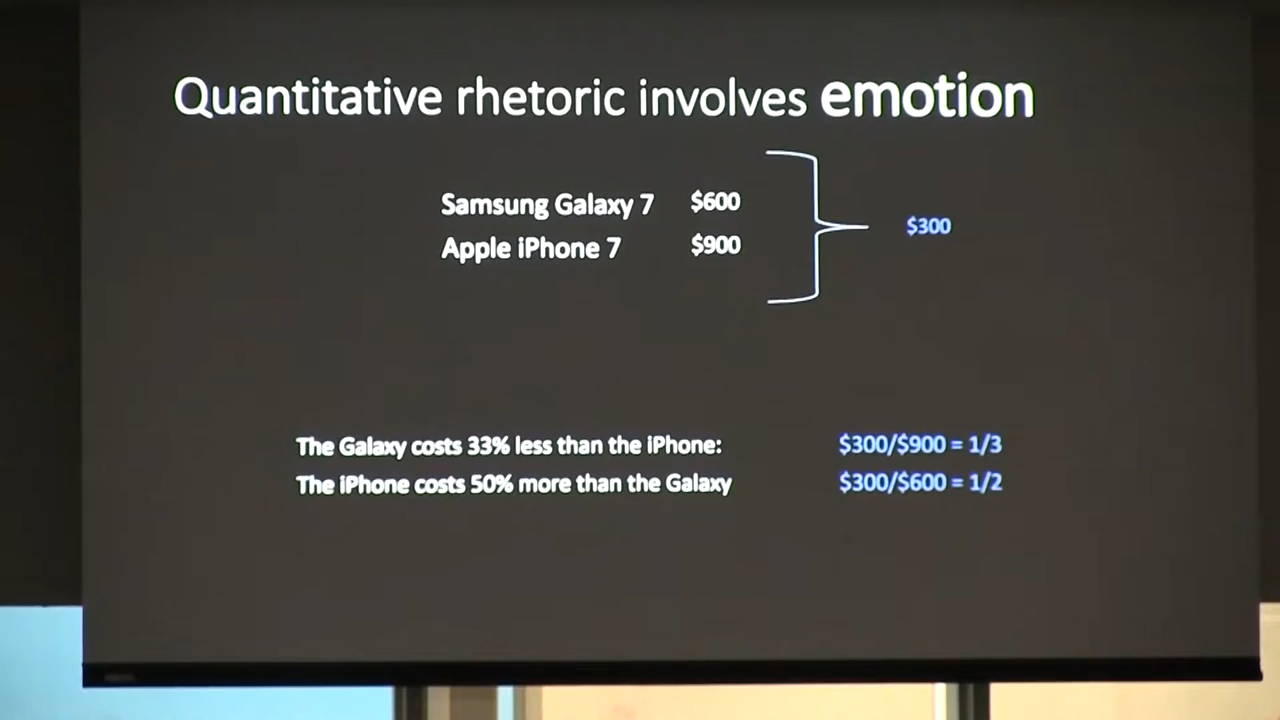 Quantitative rhetoric involves emotion
Samsung Galaxy 7 $600
Apple iPhone 7 $900
$300
The Galaxy costs 33% less than the iPhone: $300/$900 = 1/3
The iPhone costs 50% more than the Galaxy $300/$600 = 1/2